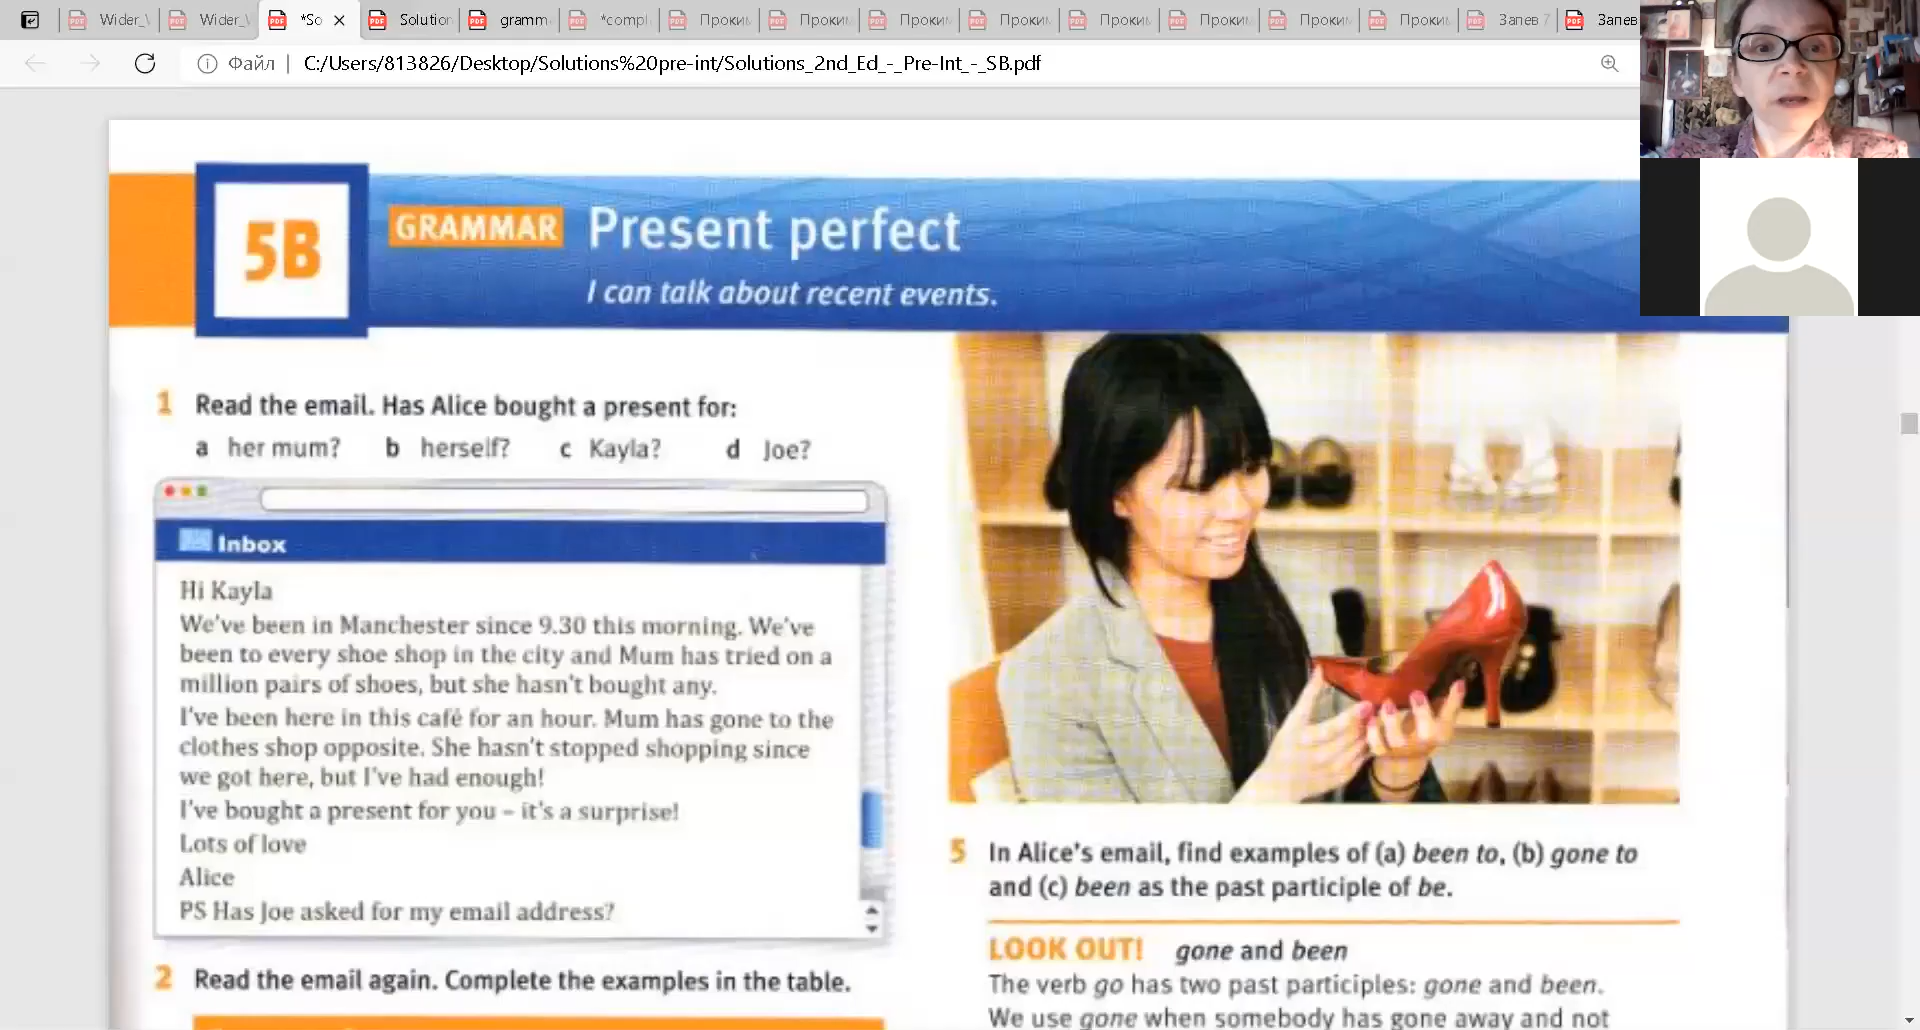 Wider_
Wider_
*So
Solution
gramm
*compl
Проким
Проким
Проким
Проким
Проким
Проким
Проким
Проким
Запев 7
Запев
Файл
C:/Users/813826/Desktop/Solutions%20pre-int/Solutions_2nd_Ed_-_Pre-Int_-_SB.pdf
5B
GRAMMAR Present perfect
I can talk about recent events.
1 Read the email. Has Alice bought a present for:
a her mum? b herself? c Kayla? d Joe?
Inbox
Hi Kayla
We've been in Manchester since 9.30 this morning. We've
been to every shoe shop in the city and Mum has tried on a
million pairs of shoes, but she hasn't bought any.
I've been here in this café for an hour. Mum has gone to the
clothes shop opposite. She hasn't stopped shopping since
we got here, but I've had enough!
I've bought a present for you – it's a surprise!
Lots of love
Alice
PS Has Joe asked for my email address?
2 Read the email again. Complete the examples in the table.
5 In Alice's email, find examples of (a) been to, (b) gone to
and (c) been as the past participle of be.
LOOK OUT! gone and been
The verb go has two past participles: gone and been.
We use gone when somebody has gone away and not